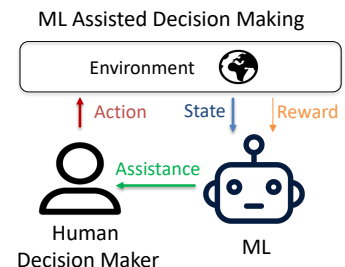 ML Assisted Decision Making
Environment
Action
State
Reward
Assistance
Human
Decision Maker
ML